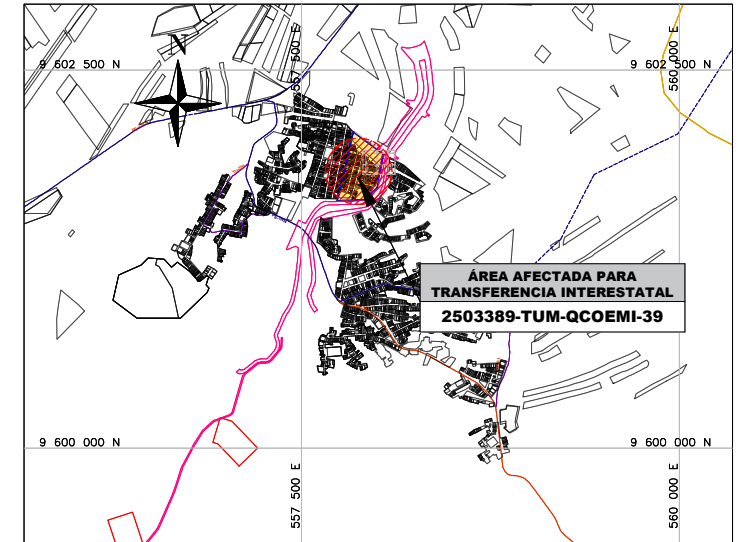 9 602 500 N
557 500 E
560 000 E
9 602 500 N
N
ÁREA AFECTADA PARA
TRANSFERENCIA INTERESTATAL
2503389-TUM-QCOEMI-39
9 600 000 N
557 500 E
9 600 000 N
560 000 E